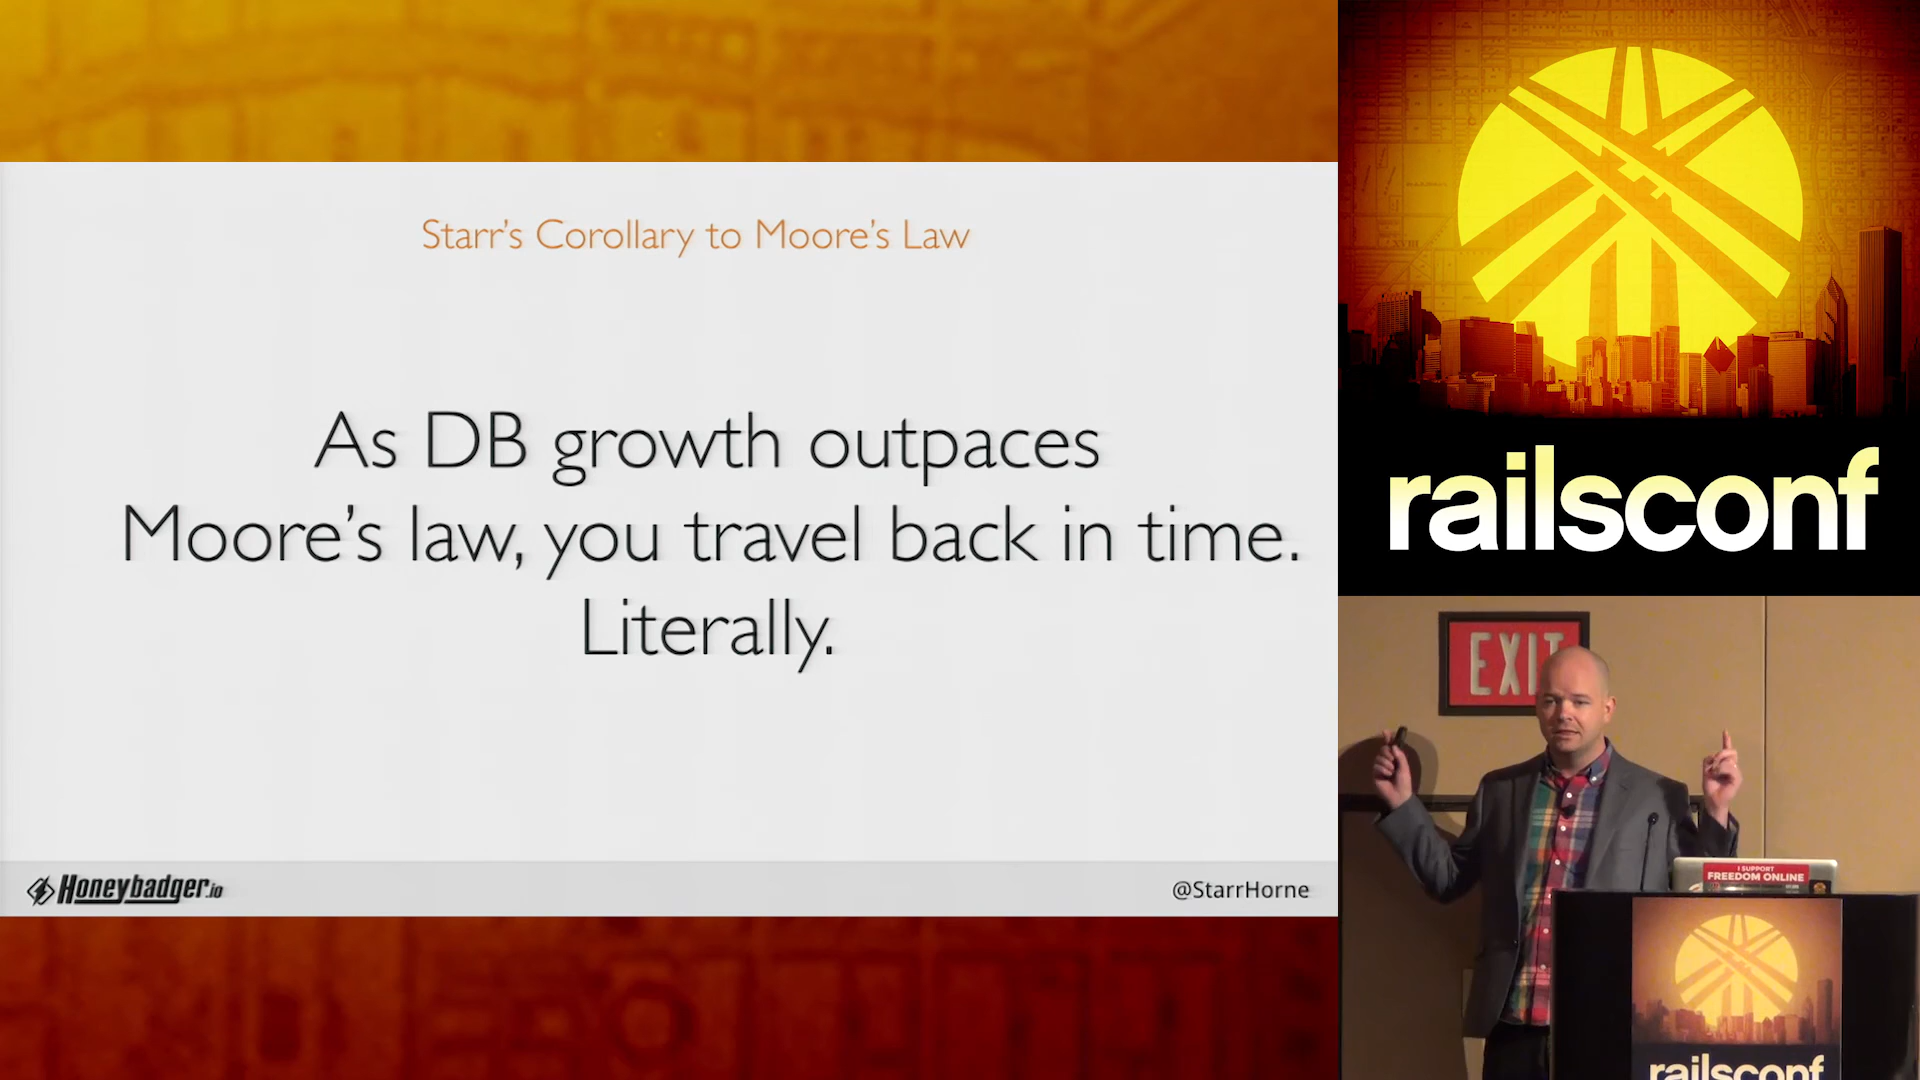 Starr's Corollary to Moore's Law
As DB growth outpaces
Moore's law, you travel back in time.
Literally.
Honeybadger.io
@StarrHorne
railsconf
EXIT
I SUPPORT
FREEDOM ONLINE
railsconf